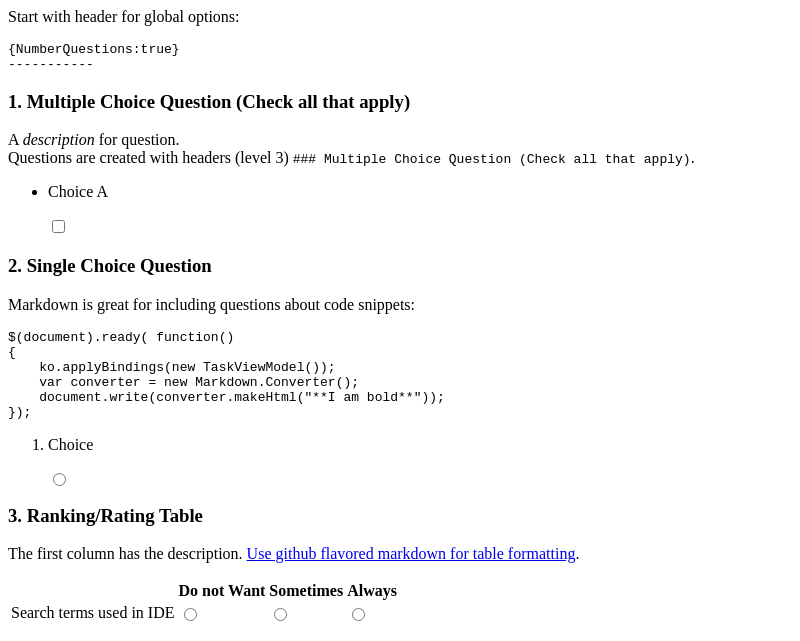 Start with header for global options:
{NumberQuestions:true}
-----------
1. Multiple Choice Question (Check all that apply)
A description for question.
Questions are created with headers (level 3) ### Multiple Choice Question (Check all that apply).
• Choice A
2. Single Choice Question
Markdown is great for including questions about code snippets:
$(document).ready( function()
{
    ko.applyBindings(new TaskViewModel());
    var converter = new Markdown.Converter();
    document.write(converter.makeHtml("**I am bold**"));
});
1. Choice
3. Ranking/Rating Table
The first column has the description. Use github flavored markdown for table formatting.
Do not Want Sometimes Always
Search terms used in IDE